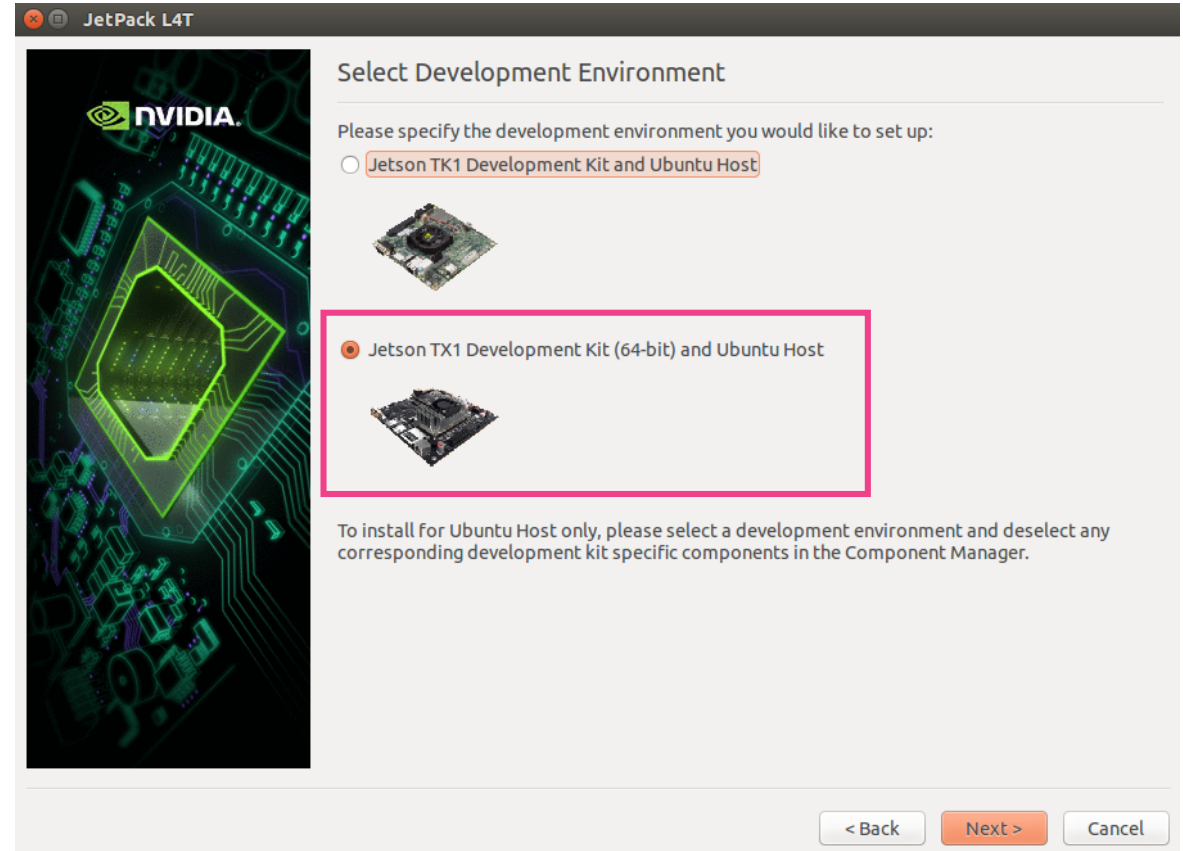 JetPack L4T
NVIDIA.
Select Development Environment
Please specify the development environment you would like to set up:
Jetson TK1 Development Kit and Ubuntu Host
Jetson TX1 Development Kit (64-bit) and Ubuntu Host
To install for Ubuntu Host only, please select a development environment and deselect any
corresponding development kit specific components in the Component Manager.
< Back Next > Cancel